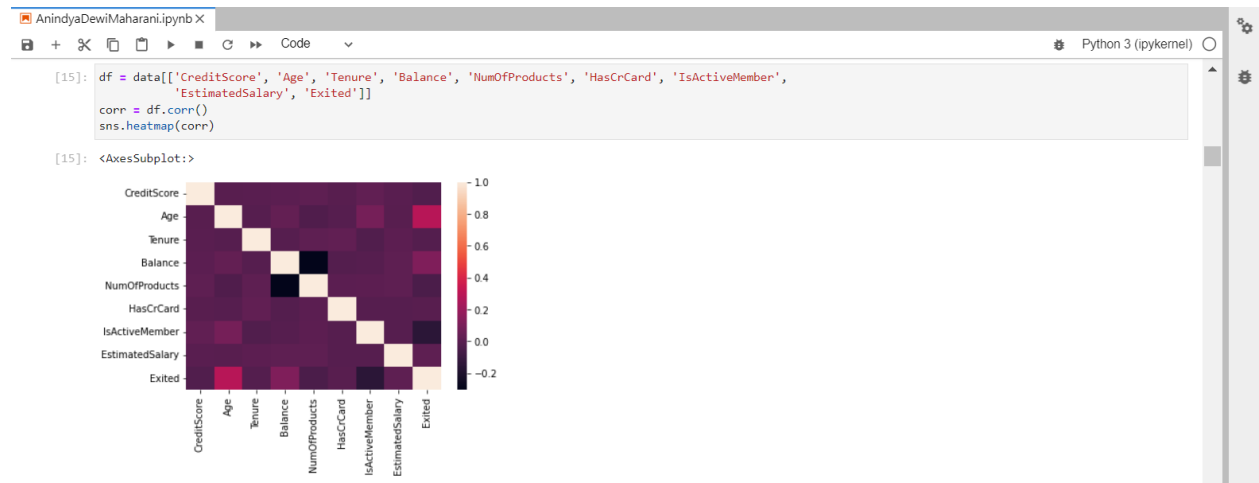 AnindyaDewiMaharani.ipynb
Code
Python 3 (ipykernel)
[15]: df = data[['CreditScore', 'Age', 'Tenure', 'Balance', 'NumOfProducts', 'HasCrCard', 'IsActiveMember',
'EstimatedSalary', 'Exited']]
corr = df.corr()
sns.heatmap(corr)
[15]: <AxesSubplot:>
CreditScore
Age
Tenure
Balance
NumOfProducts
HasCrCard
IsActiveMember
EstimatedSalary
Exited
1.0
0.8
0.6
0.4
0.2
0.0
−0.2
CreditScore
Age
Tenure
Balance
NumOfProducts
HasCrCard
IsActiveMember
EstimatedSalary
Exited